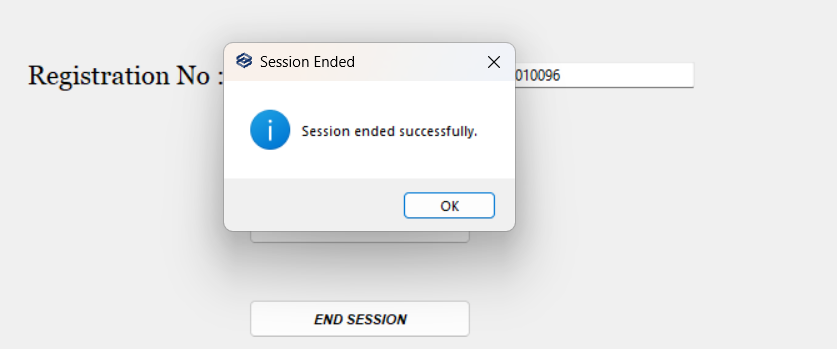 Session Ended
Registration No :
010096
Session ended successfully.
OK
END SESSION